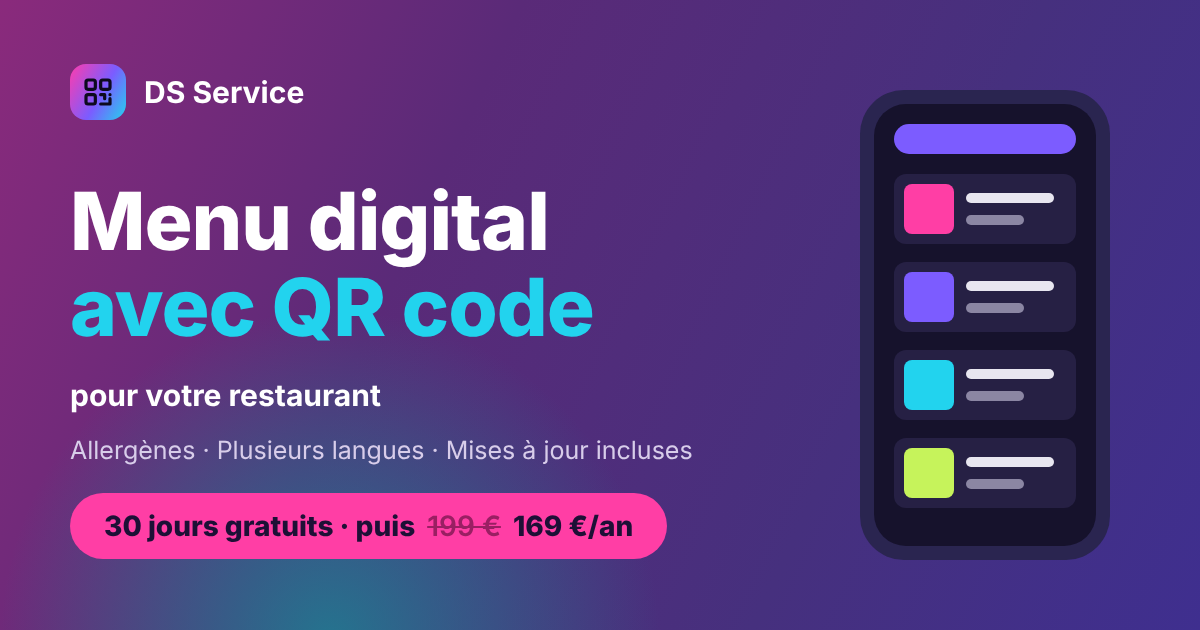 DS Service
Menu digital
avec QR code
pour votre restaurant
Allergènes · Plusieurs langues · Mises à jour incluses
30 jours gratuits · puis 199 € 169 €/an